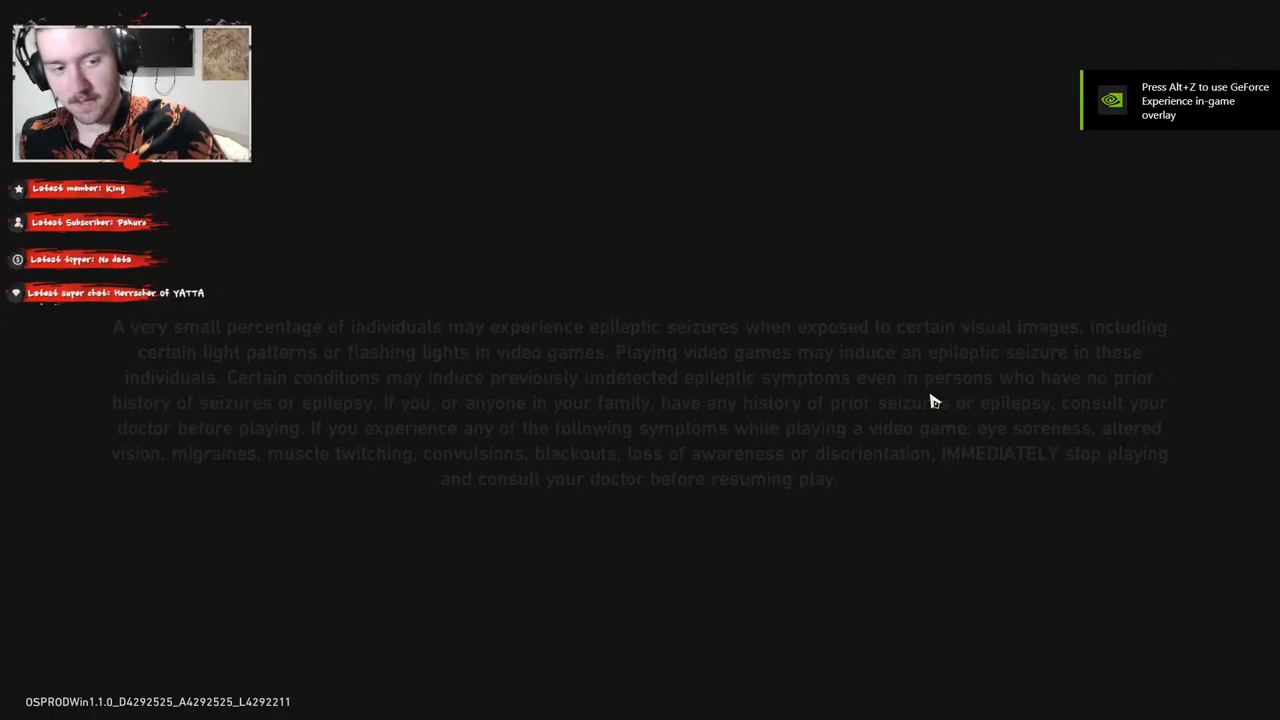 Press Alt+Z to use GeForce
Experience in-game
overlay
Latest member: King
Latest Subscriber: Pakuro
Latest tipper: No data
Latest super chat: Herrscher of YATTA
A very small percentage of individuals may experience epileptic seizures when exposed to certain visual images, including
certain light patterns or flashing lights in video games. Playing video games may induce an epileptic seizure in these
individuals. Certain conditions may induce previously undetected epileptic symptoms even in persons who have no prior
history of seizures or epilepsy. If you, or anyone in your family, have any history of prior seizures or epilepsy, consult your
doctor before playing. If you experience any of the following symptoms while playing a video game: eye soreness, altered
vision, migraines, muscle twitching, convulsions, blackouts, loss of awareness or disorientation, IMMEDIATELY stop playing
and consult your doctor before resuming play.
OSPRODWin1.1.0_D4292525_A4292525_L4292211